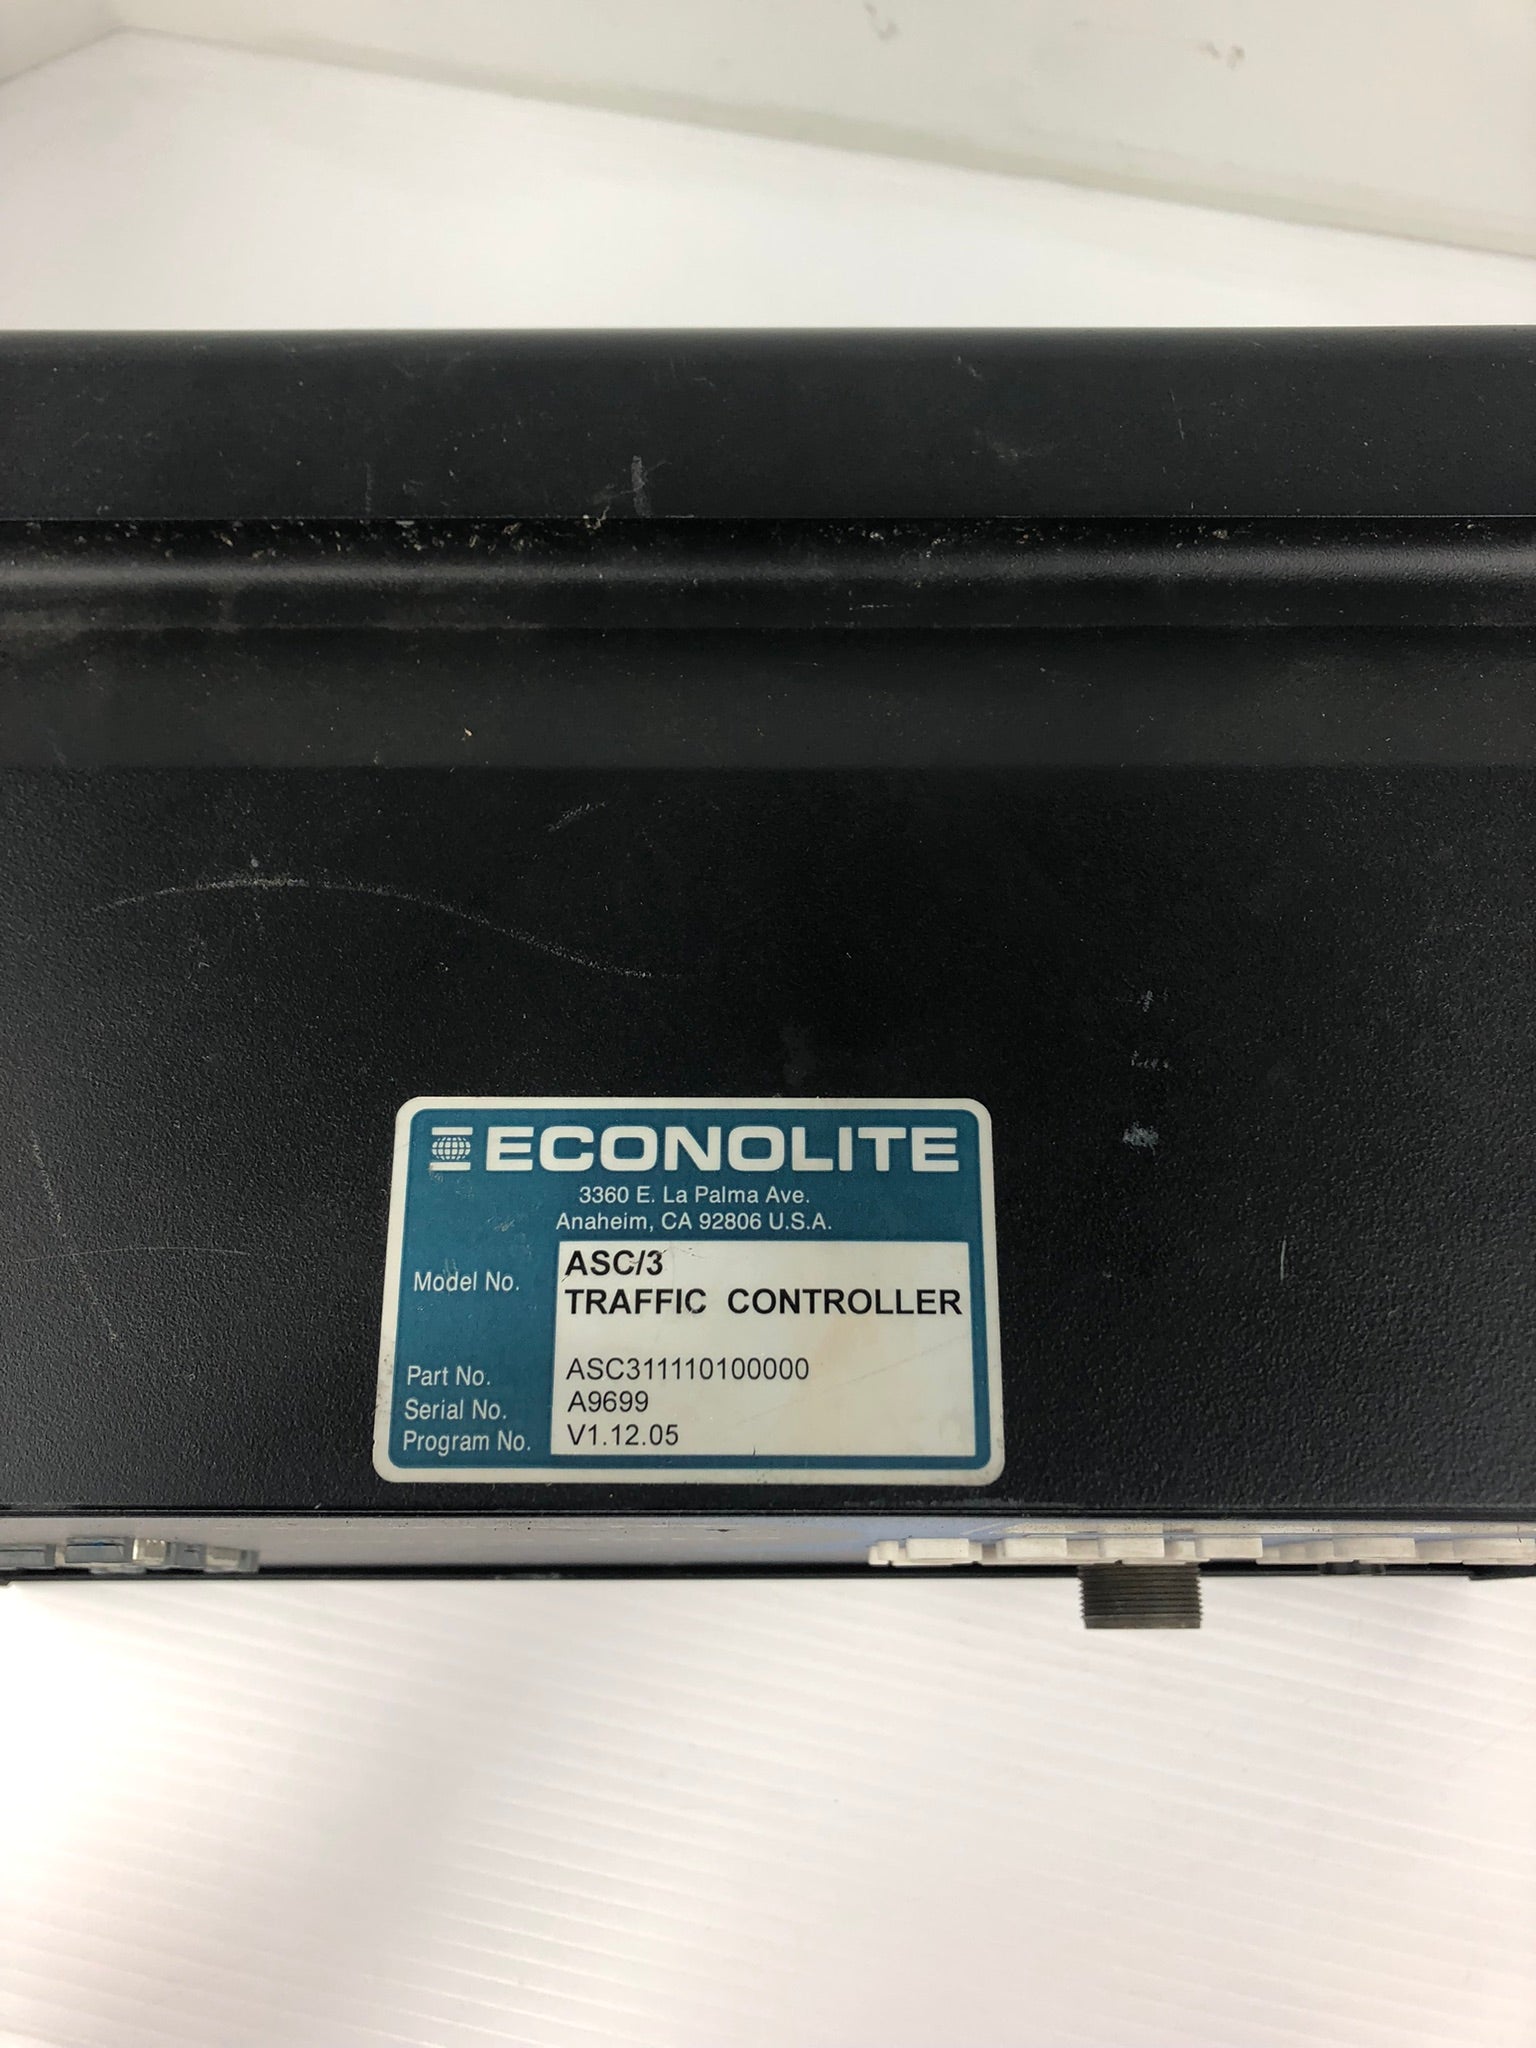 ECONOLITE
3360 E. La Palma Ave.
Anaheim, CA 92806 U.S.A.
Model No. ASC/3
TRAFFIC CONTROLLER
Part No. ASC311110100000
Serial No. A9699
Program No. V1.12.05